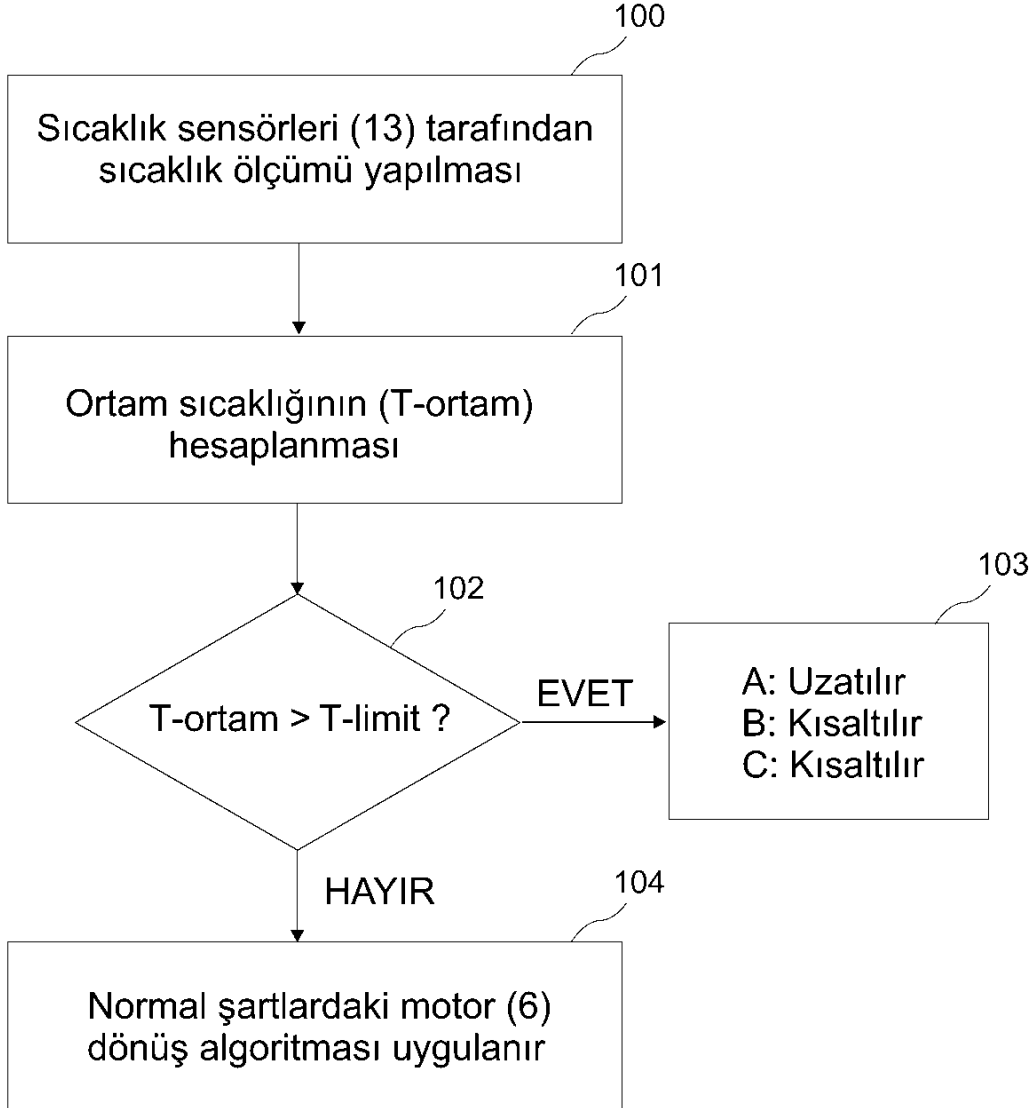 100
Sıcaklık sensörleri (13) tarafından
sıcaklık ölçümü yapılması
101
Ortam sıcaklığının (T-ortam)
hesaplanması
102
T-ortam > T-limit ?
EVET
103
A: Uzatılır
B: Kısaltılır
C: Kısaltılır
HAYIR
104
Normal şartlardaki motor (6)
dönüş algoritması uygulanır